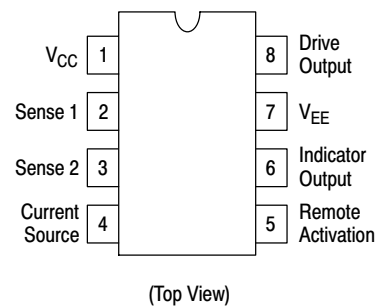 VCC 1
Sense 1 2
Sense 2 3
Current
Source 4
8 Drive
Output
7 VEE
6 Indicator
Output
5 Remote
Activation
(Top View)